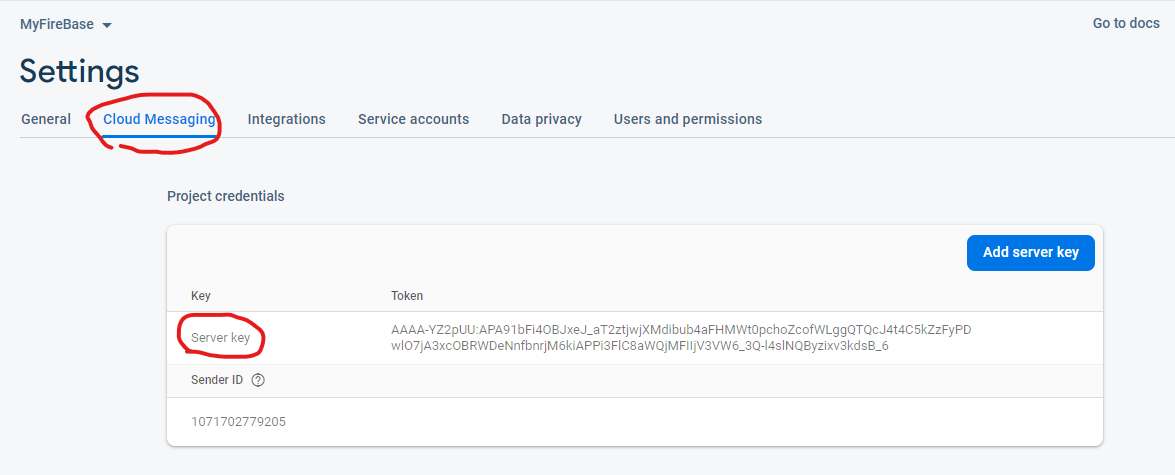 MyFireBase
Go to docs
Settings
General Cloud Messaging Integrations Service accounts Data privacy Users and permissions
Project credentials
Add server key
Key Token
Server key AAAA-YZ2pUU:APA91bFi4OBJxeJ_aT2ztjwjXMdibub4aFHMWt0pchoZcofWLggQTQcJ4t4C5kZzFyPD
wlO7jA3xcOBRWDeNnfbnrjM6kiAPPi3FlC8aWQjMFIIjV3VW6_3Q-l4slNQByzixv3kdsB_6
Sender ID ?
1071702779205